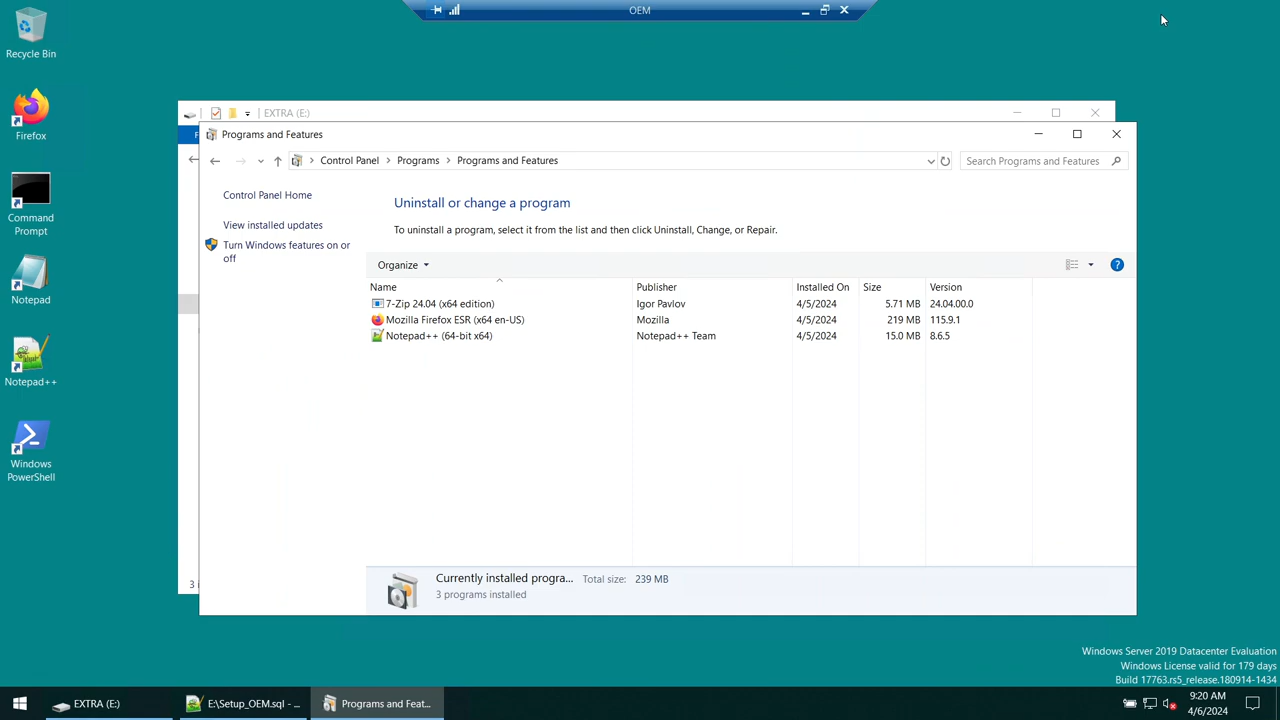 OEM
Recycle Bin
Firefox
Command
Prompt
Notepad
Notepad++
Windows
PowerShell
EXTRA (E:)
F
Programs and Features
Control Panel > Programs > Programs and Features
Search Programs and Features
Control Panel Home
View installed updates
Turn Windows features on or
off
Uninstall or change a program
To uninstall a program, select it from the list and then click Uninstall, Change, or Repair.
Organize
Name Publisher Installed On Size Version
7-Zip 24.04 (x64 edition) Igor Pavlov 4/5/2024 5.71 MB 24.04.00.0
Mozilla Firefox ESR (x64 en-US) Mozilla 4/5/2024 219 MB 115.9.1
Notepad++ (64-bit x64) Notepad++ Team 4/5/2024 15.0 MB 8.6.5
Currently installed progra... Total size: 239 MB
3 programs installed
3 i
Windows Server 2019 Datacenter Evaluation
Windows License valid for 179 days
Build 17763.rs5_release.180914-1434
EXTRA (E:)
E:\Setup_OEM.sql - ...
Programs and Feat...
9:20 AM
4/6/2024